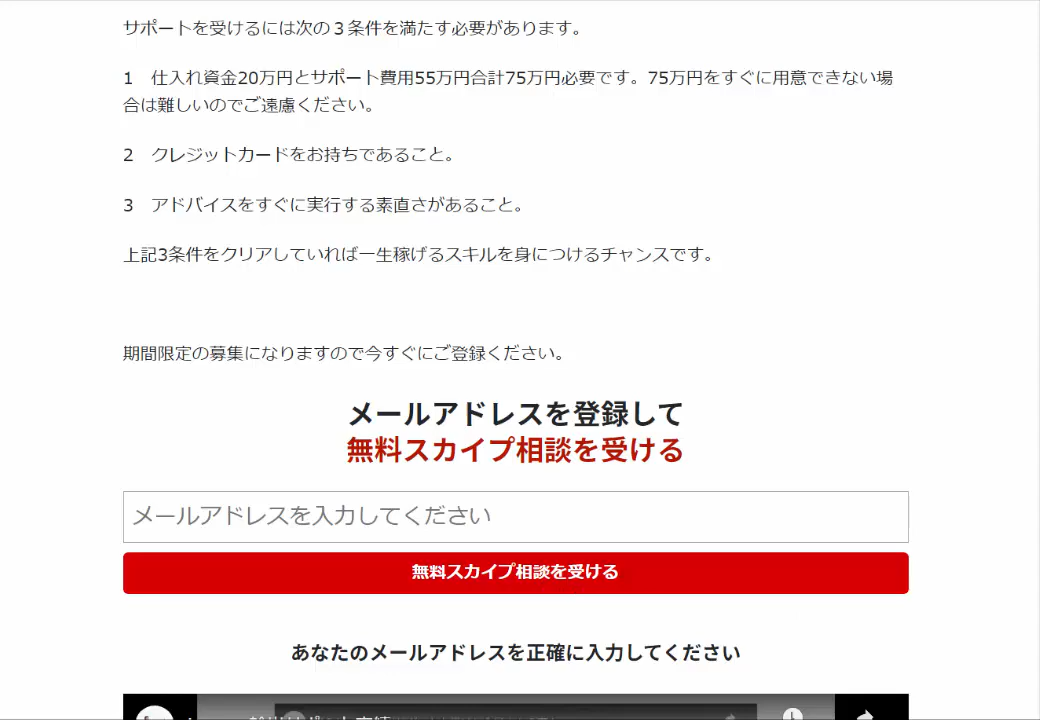 サポートを受けるには次の３条件を満たす必要があります。
1　仕入れ資金20万円とサポート費用55万円合計75万円必要です。75万円をすぐに用意できない場
合は難しいのでご遠慮ください。
2　クレジットカードをお持ちであること。
3　アドバイスをすぐに実行する素直さがあること。
上記3条件をクリアしていれば一生稼げるスキルを身につけるチャンスです。
期間限定の募集になりますので今すぐにご登録ください。
メールアドレスを登録して
無料スカイプ相談を受ける
メールアドレスを入力してください
無料スカイプ相談を受ける
あなたのメールアドレスを正確に入力してください